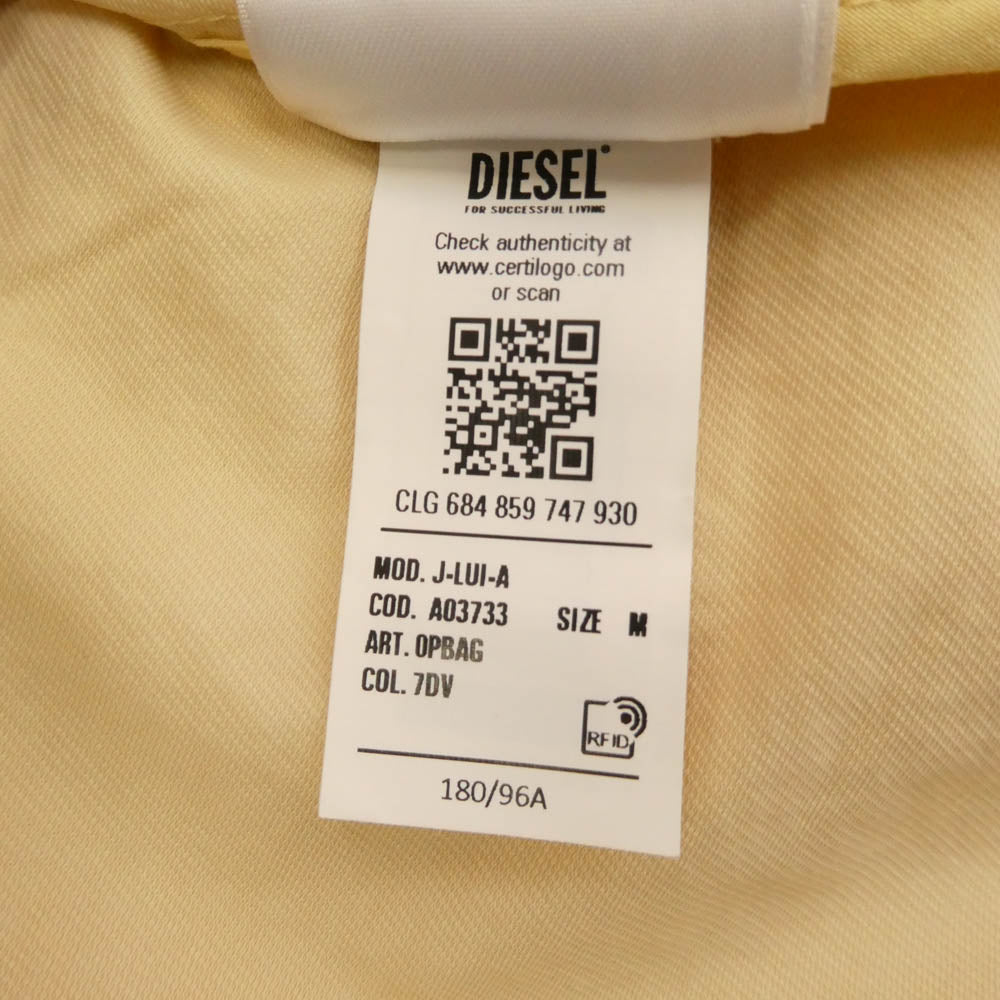 DIESEL
FOR SUCCESSFUL LIVING
Check authenticity at
www.certilogo.com
or scan
CLG 684 859 747 930
MOD. J-LUI-A
COD. A03733 SIZE M
ART. 0PBAG
COL. 7DV
RFID
180/96A